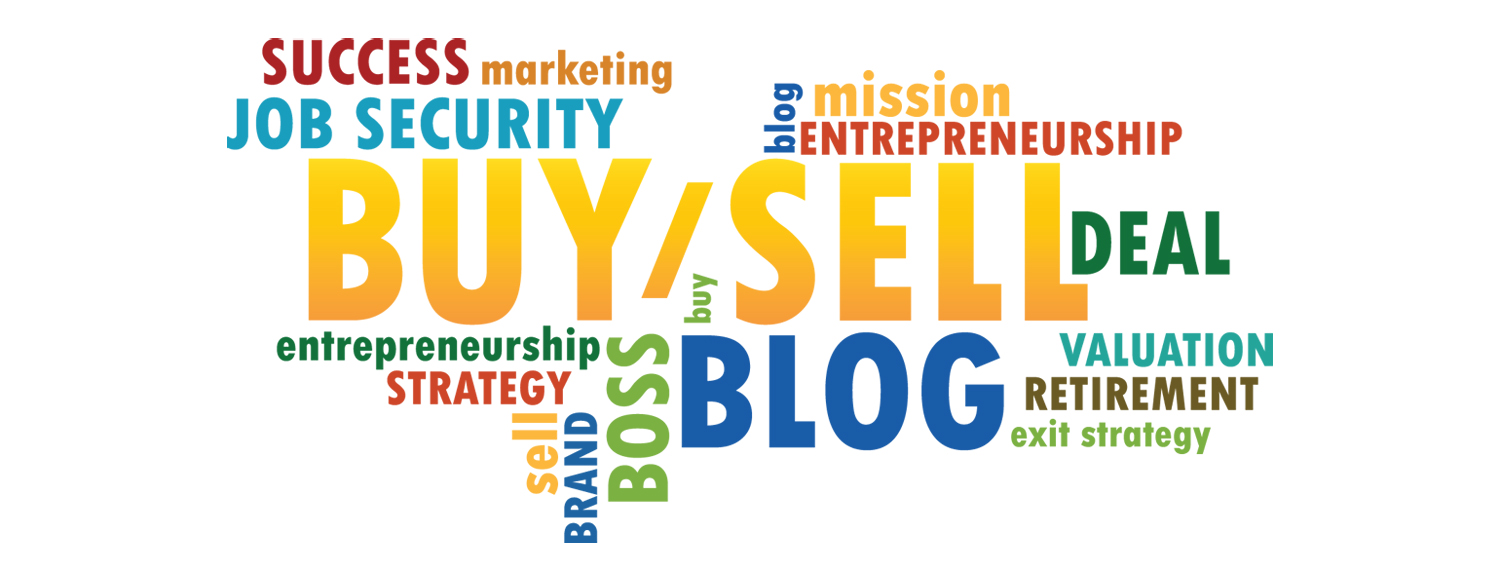 SUCCESS marketing
JOB SECURITY
blog
mission
ENTREPRENEURSHIP
BUY/SELL
DEAL
buy
entrepreneurship
STRATEGY
sell
BRAND
BOSS
BLOG
VALUATION
RETIREMENT
exit strategy